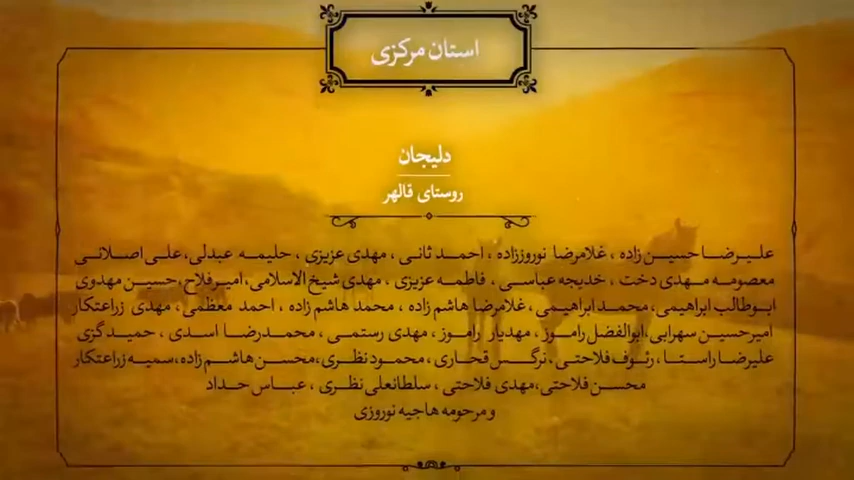 استان مرکزی
دلیجان
روستای قالهر
علیرضا حسین زاده ، غلامرضا نوروززاده ، احمد ثانی ، مهدی عزیزی ، حلیمه عبدلی، علی اصلانی
معصومه مهدی دخت ، خدیجه عباسی ، فاطمه عزیزی ، مهدی شیخ الاسلامی، امیر فلاح، حسین مهدوی
ابوطالب ابراهیمی، محمد ابراهیمی، غلامرضا هاشم زاده ، محمد هاشم زاده ، احمد معظمی، مهدی زراعتکار
امیرحسین سهرابی، ابوالفضل راموز ، مهدیار راموز ، مهدی رستمی ، محمدرضا اسدی ، حمید گزی
علیرضا راستا ، رئوف فلاحتی، نرگس قحاری ، محمود نظری، محسن هاشم زاده، سمیه زراعتکار
محسن فلاحتی، مهدی فلاحتی ، سلطانعلی نظری ، عباس حداد
و مرحومه هاجیه نوروزی